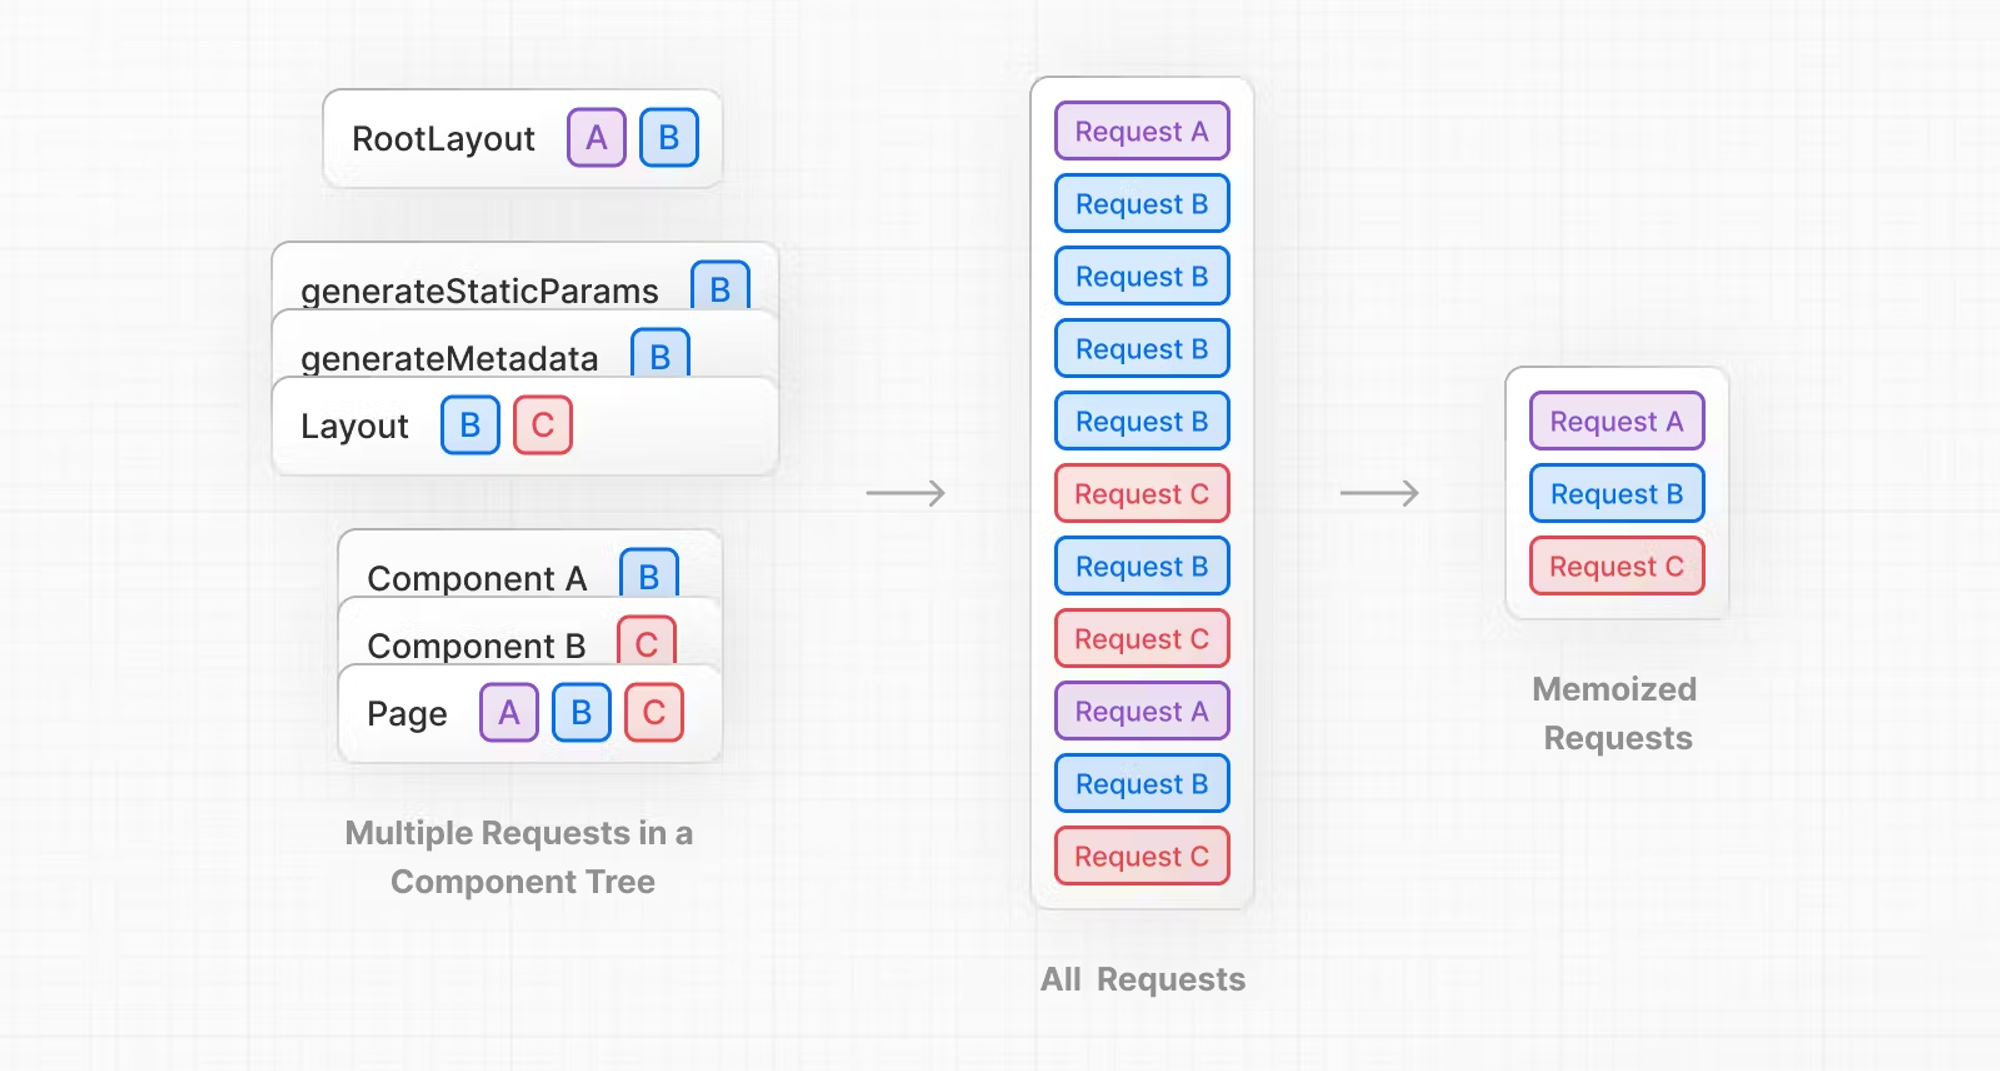 RootLayout A B
generateStaticParams B
generateMetadata B
Layout B C
Component A B
Component B C
Page A B C
Multiple Requests in a
Component Tree
Request A
Request B
Request B
Request B
Request B
Request C
Request B
Request C
Request A
Request B
Request C
All Requests
Request A
Request B
Request C
Memoized
Requests